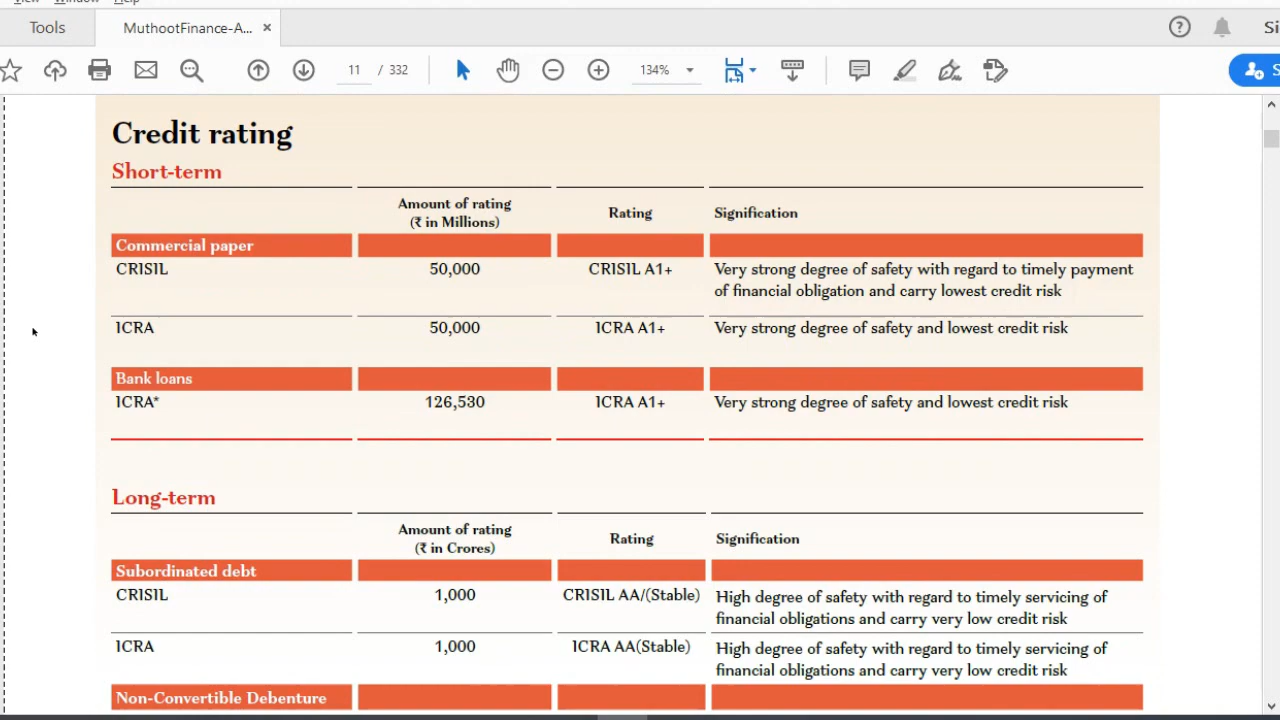 View Window Help
Tools MuthootFinance-A... ×
11 / 332 134%
Credit rating
Short-term
Amount of rating
(₹ in Millions) Rating Signification
Commercial paper
CRISIL 50,000 CRISIL A1+ Very strong degree of safety with regard to timely payment
of financial obligation and carry lowest credit risk
ICRA 50,000 ICRA A1+ Very strong degree of safety and lowest credit risk
Bank loans
ICRA* 126,530 ICRA A1+ Very strong degree of safety and lowest credit risk
Long-term
Amount of rating
(₹ in Crores) Rating Signification
Subordinated debt
CRISIL 1,000 CRISIL AA/(Stable) High degree of safety with regard to timely servicing of
financial obligations and carry very low credit risk
ICRA 1,000 ICRA AA(Stable) High degree of safety with regard to timely servicing of
financial obligations and carry very low credit risk
Non-Convertible Debenture